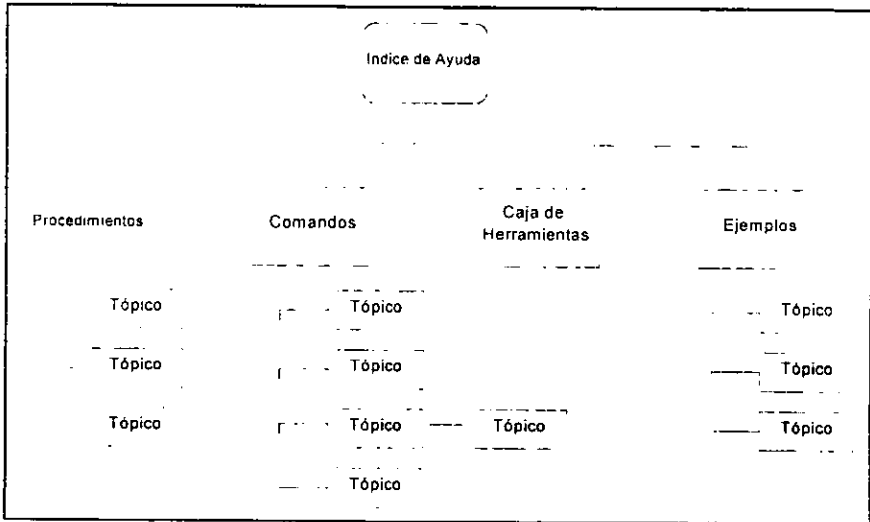 Indice de Ayuda
Procedimientos
Comandos
Caja de
Herramientas
Ejemplos
Tópico
Tópico
Tópico
Tópico
Tópico
Tópico
Tópico
Tópico
Tópico
Tópico
Tópico